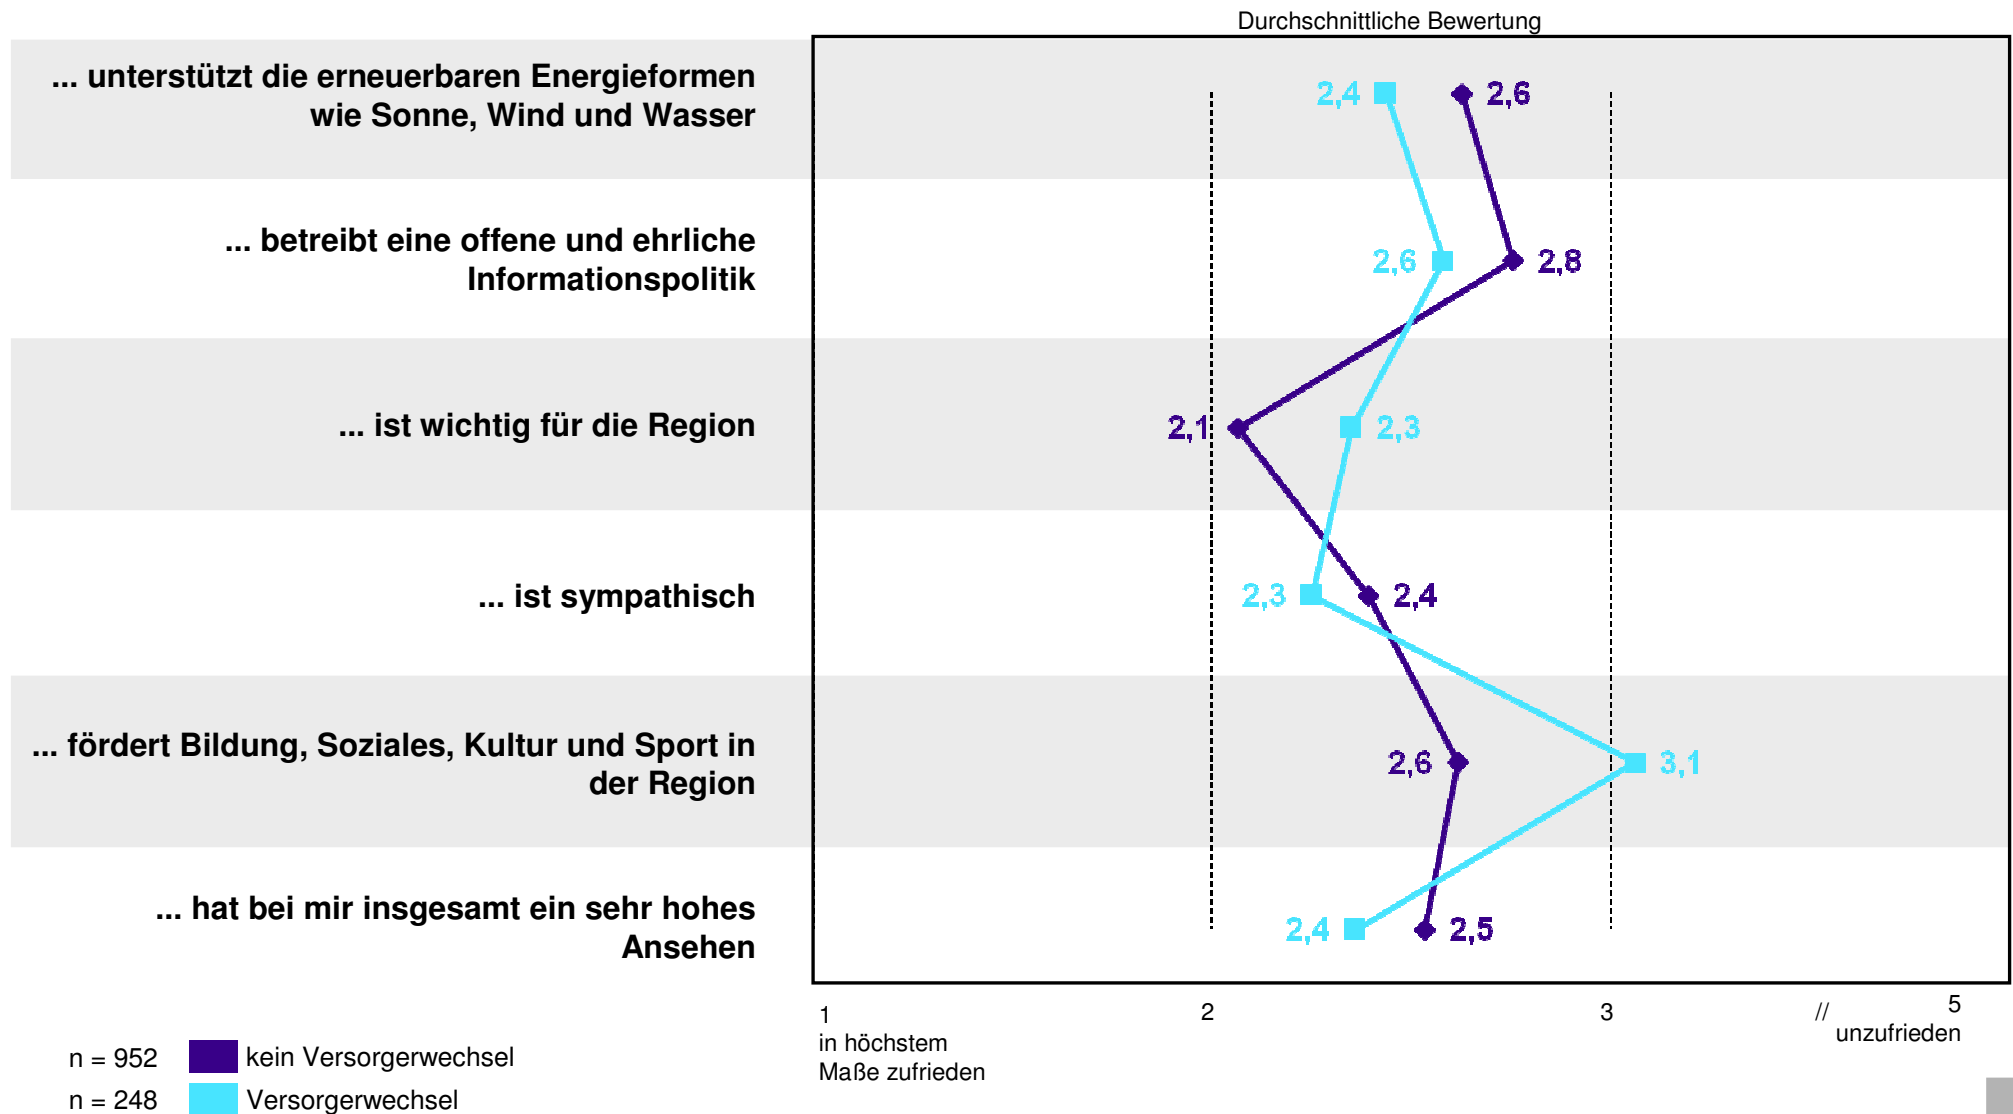 Durchschnittliche Bewertung
... unterstützt die erneuerbaren Energieformen
wie Sonne, Wind und Wasser
2,4
2,6
... betreibt eine offene und ehrliche
Informationspolitik
2,6
2,8
... ist wichtig für die Region
2,1
2,3
... ist sympathisch
2,3
2,4
... fördert Bildung, Soziales, Kultur und Sport in
der Region
2,6
3,1
... hat bei mir insgesamt ein sehr hohes
Ansehen
2,4
2,5
1
in höchstem
Maße zufrieden
2
3
//
5
unzufrieden
n = 952 kein Versorgerwechsel
n = 248 Versorgerwechsel